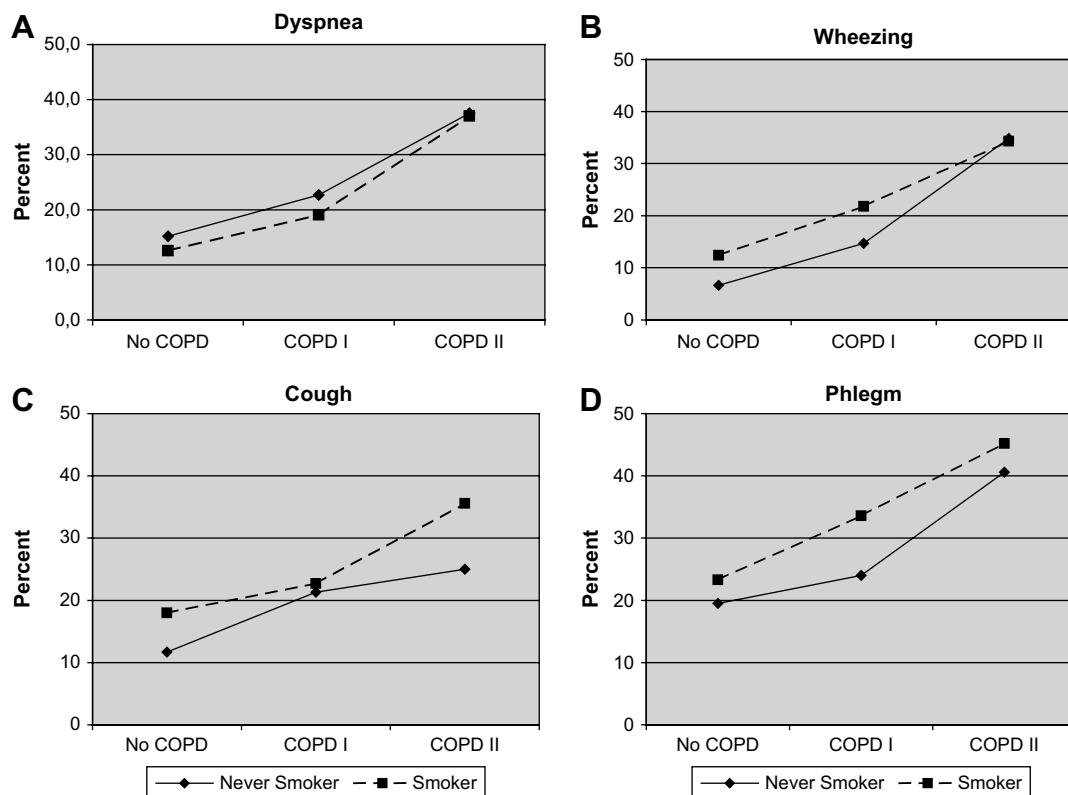 A
Dyspnea
50,0
40,0
30,0
20,0
10,0
0,0
Percent
No COPD COPD I COPD II
B
Wheezing
50
40
30
20
10
0
Percent
No COPD COPD I COPD II
C
Cough
50
40
30
20
10
0
Percent
No COPD COPD I COPD II
Never Smoker Smoker
D
Phlegm
50
40
30
20
10
0
Percent
No COPD COPD I COPD II
Never Smoker Smoker